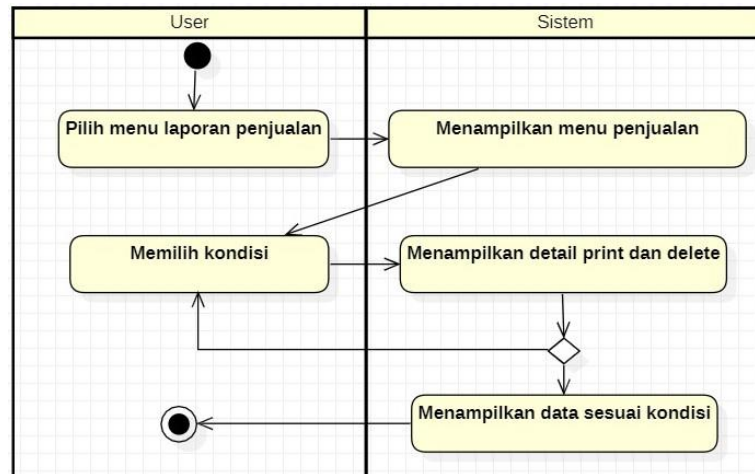 User
Sistem
Pilih menu laporan penjualan
Menampilkan menu penjualan
Memilih kondisi
Menampilkan detail print dan delete
Menampilkan data sesuai kondisi